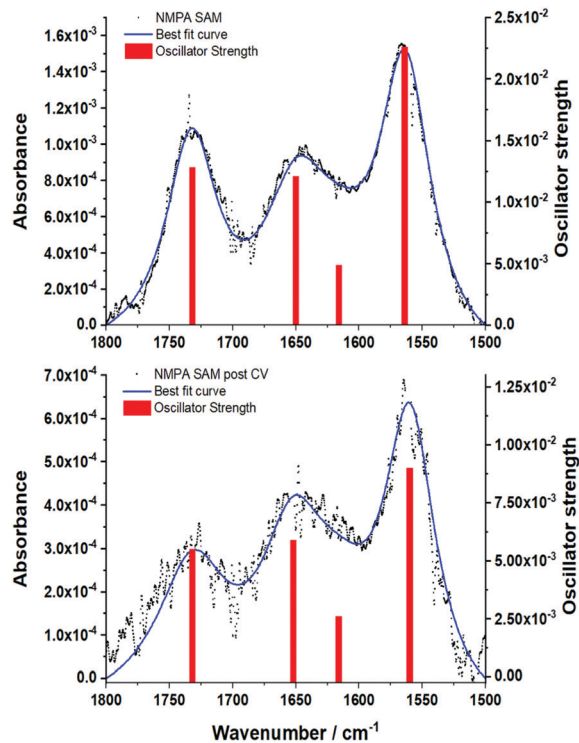 NMPA SAM
Best fit curve
Oscillator Strength
Absorbance
Oscillator strength
1.6x10-3
1.4x10-3
1.2x10-3
1.0x10-3
8.0x10-4
6.0x10-4
4.0x10-4
2.0x10-4
0.0
2.5x10-2
2.0x10-2
1.5x10-2
1.0x10-2
5.0x10-3
0.0
1800 1750 1700 1650 1600 1550 1500
NMPA SAM post CV
Best fit curve
Oscillator Strength
Absorbance
Oscillator strength
7.0x10-4
6.0x10-4
5.0x10-4
4.0x10-4
3.0x10-4
2.0x10-4
1.0x10-4
0.0
1.25x10-2
1.00x10-2
7.50x10-3
5.00x10-3
2.50x10-3
0.00
1800 1750 1700 1650 1600 1550 1500
Wavenumber / cm-1